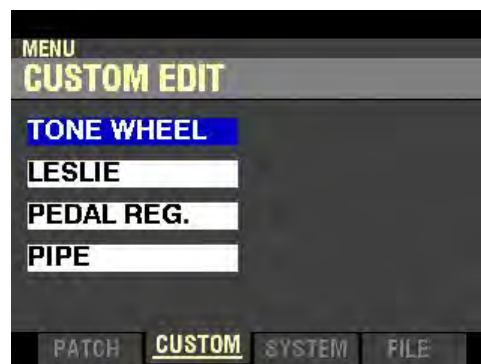 MENU
CUSTOM EDIT
TONE WHEEL
LESLIE
PEDAL REG.
PIPE
PATCH CUSTOM SYSTEM FILE